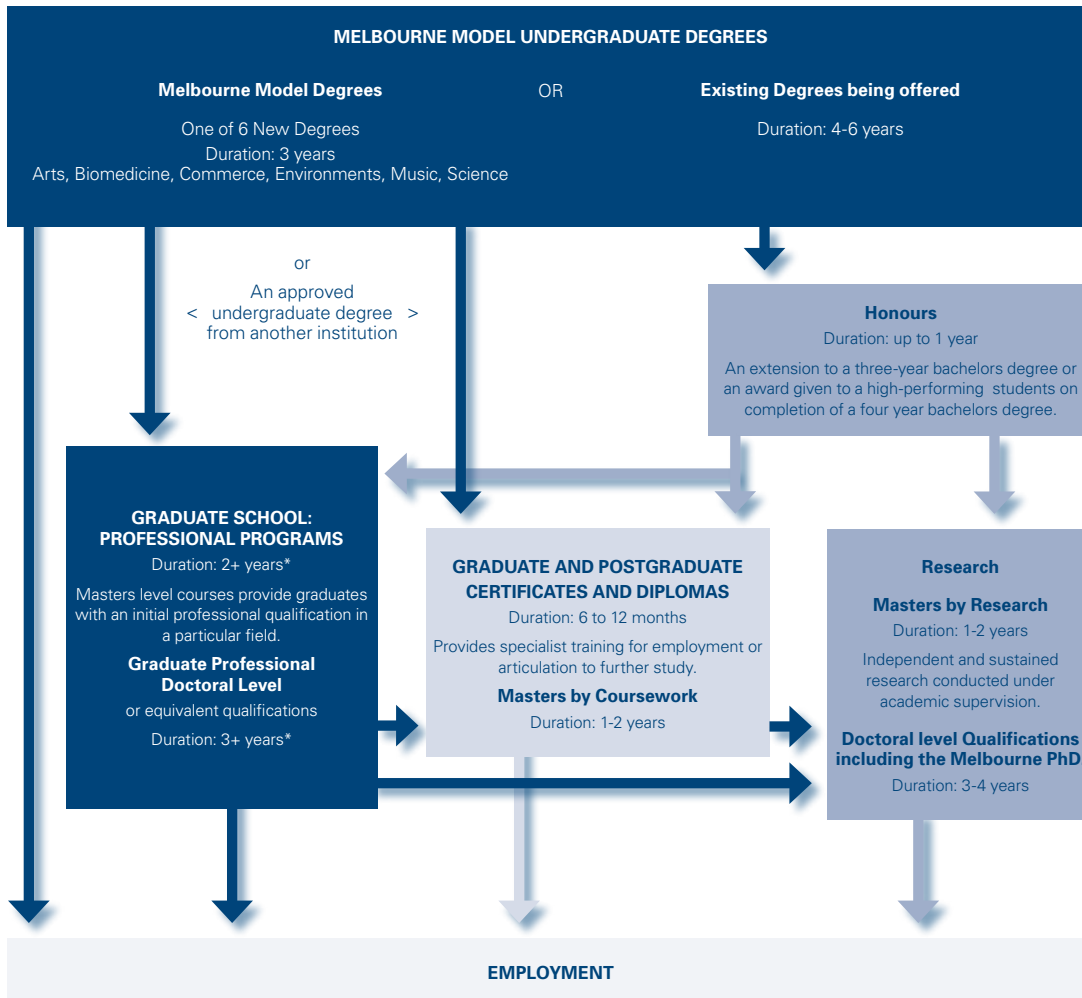 MELBOURNE MODEL UNDERGRADUATE DEGREES
Melbourne Model Degrees
OR
Existing Degrees being offered
One of 6 New Degrees
Duration: 3 years
Arts, Biomedicine, Commerce, Environments, Music, Science
Duration: 4-6 years
or
An approved
< undergraduate degree >
from another institution
Honours
Duration: up to 1 year
An extension to a three-year bachelors degree or
an award given to a high-performing students on
completion of a four year bachelors degree.
GRADUATE SCHOOL:
PROFESSIONAL PROGRAMS
Duration: 2+ years*
Masters level courses provide graduates
with an initial professional qualification in
a particular field.
Graduate Professional
Doctoral Level
or equivalent qualifications
Duration: 3+ years*
GRADUATE AND POSTGRADUATE
CERTIFICATES AND DIPLOMAS
Duration: 6 to 12 months
Provides specialist training for employment or
articulation to further study.
Masters by Coursework
Duration: 1-2 years
Research
Masters by Research
Duration: 1-2 years
Independent and sustained
research conducted under
academic supervision.
Doctoral level Qualifications
including the Melbourne PhD
Duration: 3-4 years
EMPLOYMENT